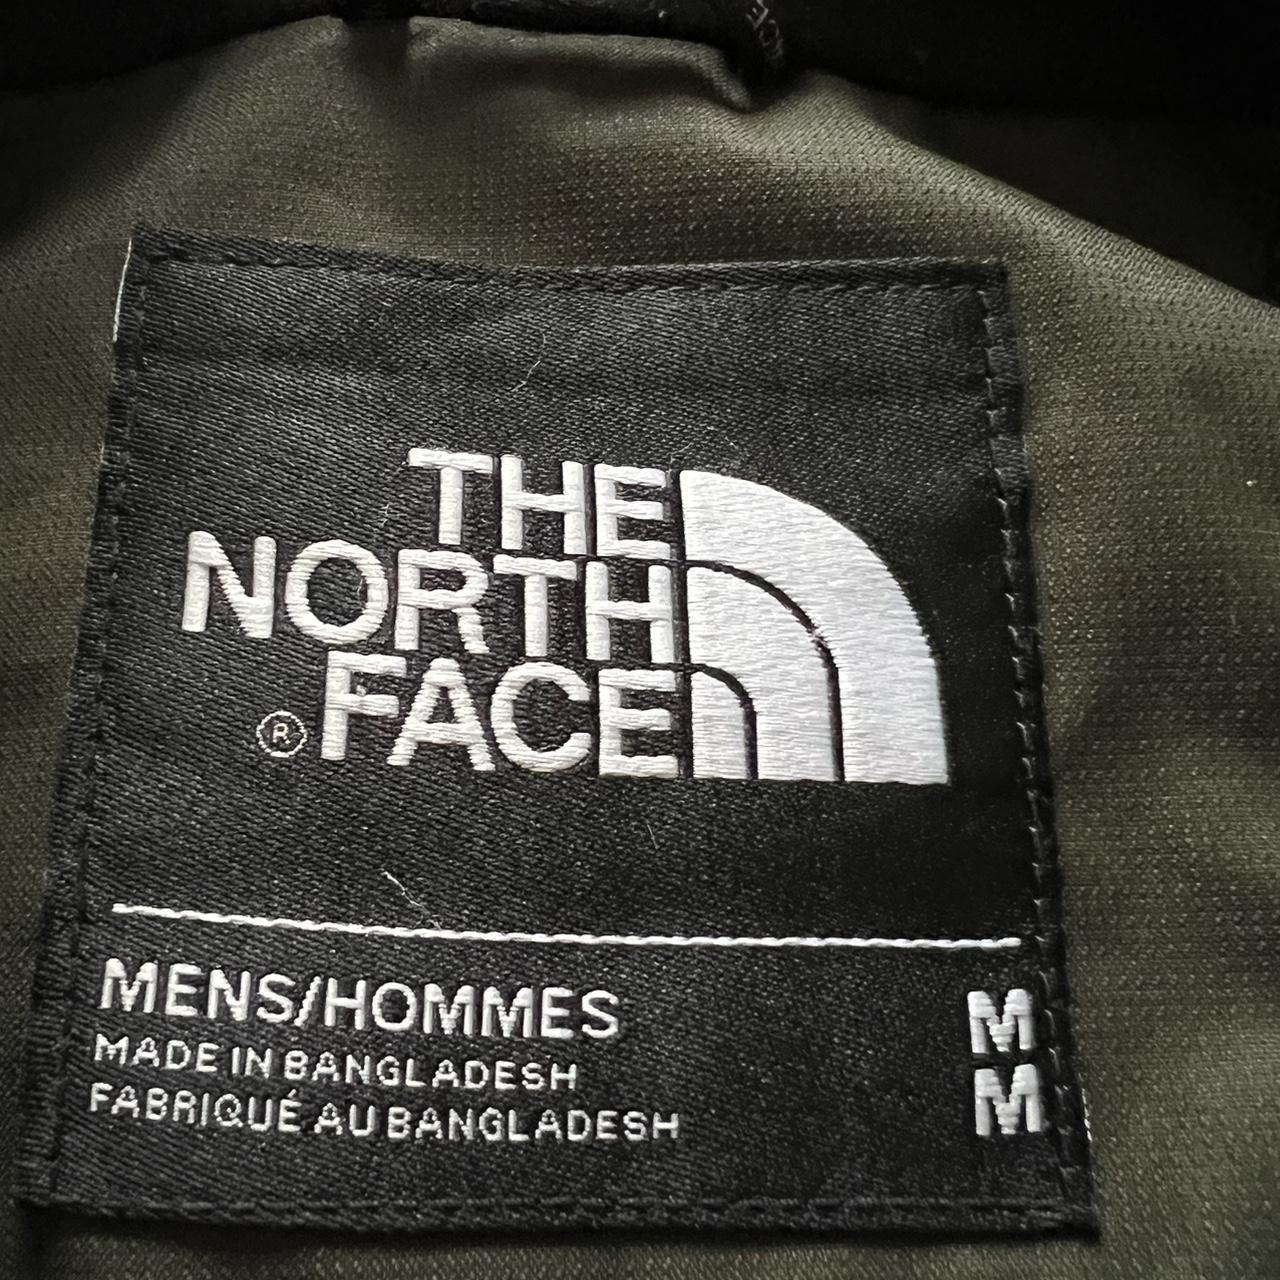 THE
NORTH
FACE
®
MENS/HOMMES M
MADE IN BANGLADESH
FABRIQUÉ AU BANGLADESH M